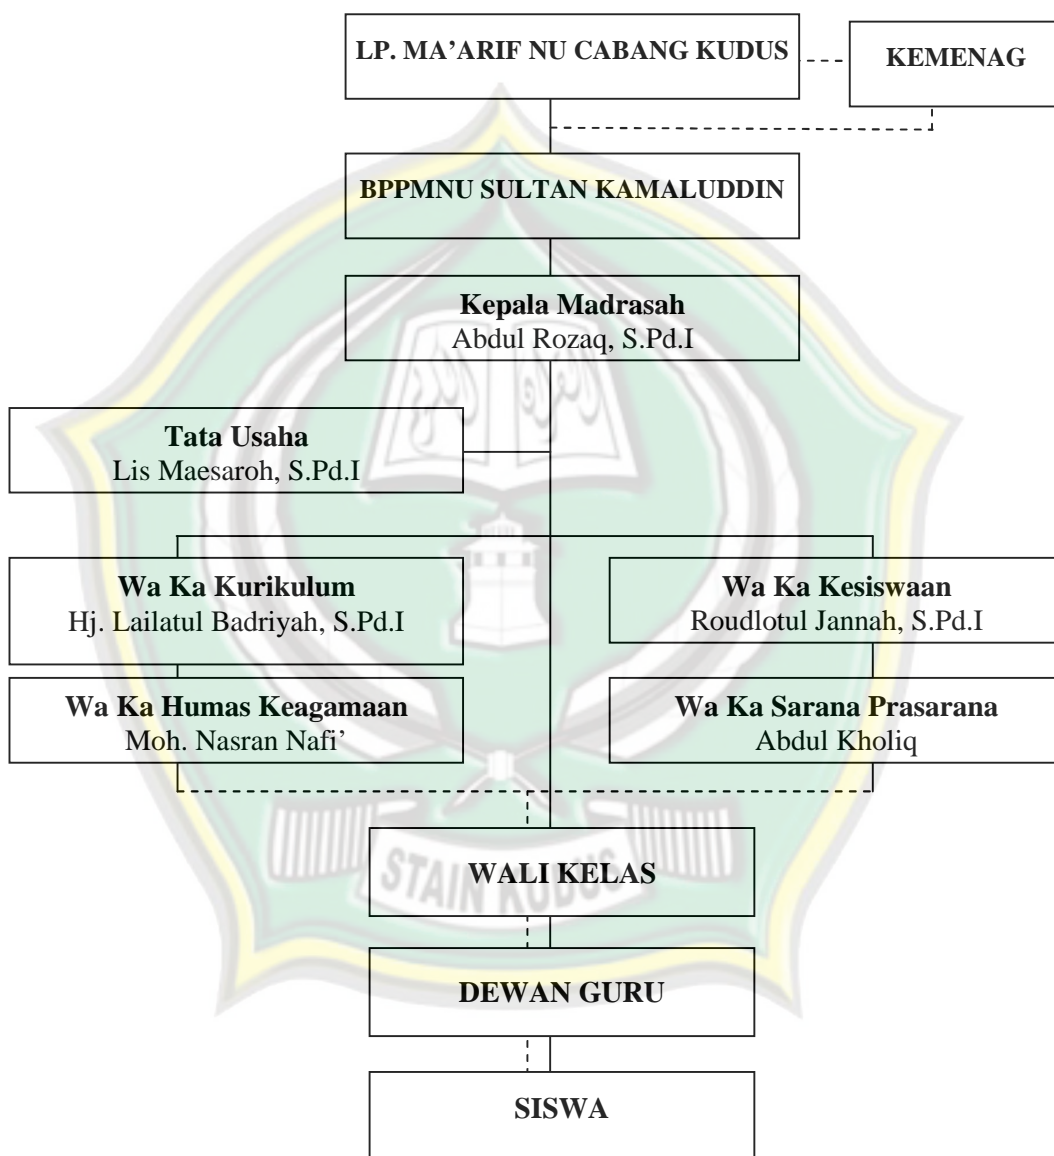 LP. MA’ARIF NU CABANG KUDUS
KEMENAG
BPPMNU SULTAN KAMALUDDIN
Kepala Madrasah
Abdul Rozaq, S.Pd.I
Tata Usaha
Lis Maesaroh, S.Pd.I
Wa Ka Kurikulum
Hj. Lailatul Badriyah, S.Pd.I
Wa Ka Kesiswaan
Roudlotul Jannah, S.Pd.I
Wa Ka Humas Keagamaan
Moh. Nasran Nafi’
Wa Ka Sarana Prasarana
Abdul Kholiq
WALI KELAS
STAIN KUDUS
DEWAN GURU
SISWA